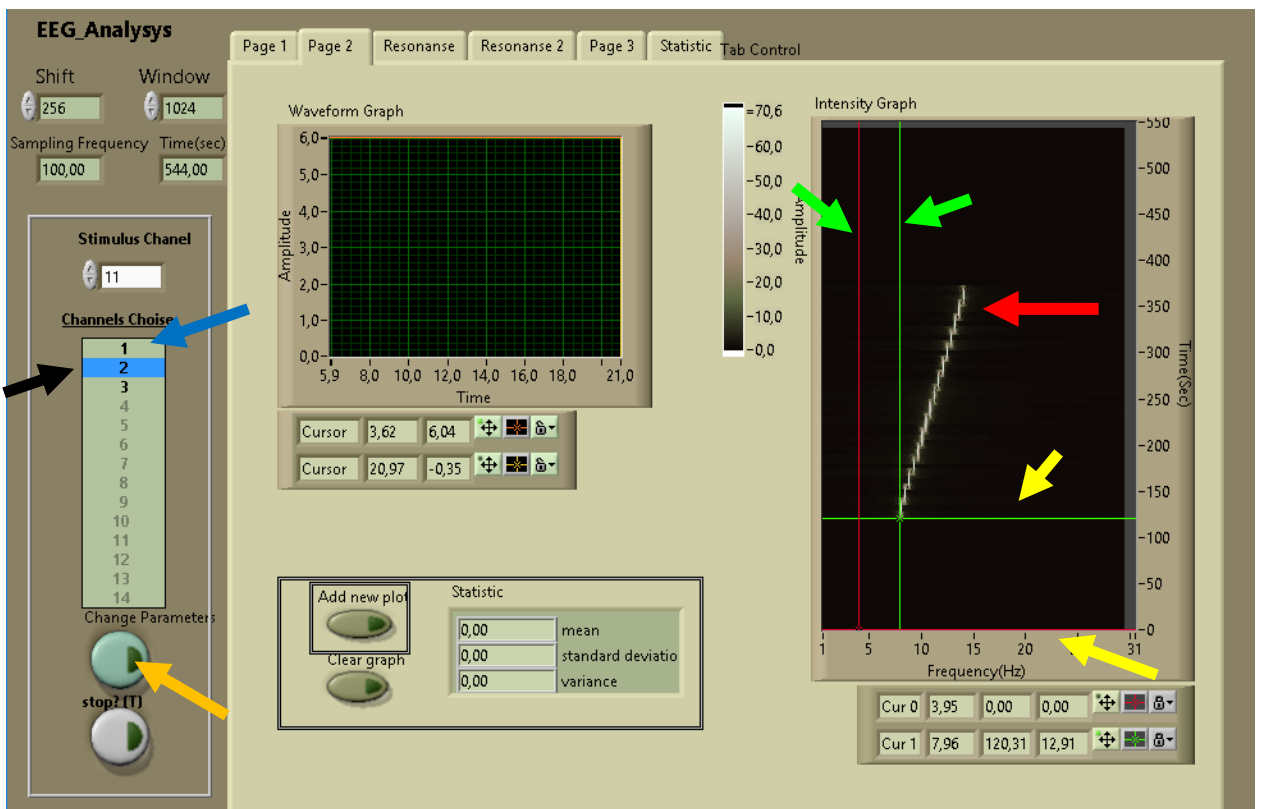 EEG_Analysys
Shift
Window
256
1024
Sampling Frequency
Time(sec)
100,00
544,00
Stimulus Chanel
11
Channels Choise
1
2
3
4
5
6
7
8
9
10
11
12
13
14
Change Parameters
stop? (T)
Page 1
Page 2
Resonanse
Resonanse 2
Page 3
Statistic
Tab Control
Waveform Graph
Amplitude
6,0
5,0
4,0
3,0
2,0
1,0
0,0
5,9 8,0 10,0 12,0 14,0 16,0 18,0 21,0
Time
Cursor 3,62 6,04
Cursor 20,97 -0,35
Add new plot
Clear graph
Statistic
0,00 mean
0,00 standard deviatio
0,00 variance
70,6
60,0
50,0
40,0
30,0
20,0
10,0
0,0
Amplitude
Intensity Graph
550
500
450
400
350
300
250
200
150
100
50
0
Time(Sec)
1 5 10 15 20 31
Frequency(Hz)
Cur 0 3,95 0,00 0,00
Cur 1 7,96 120,31 12,91